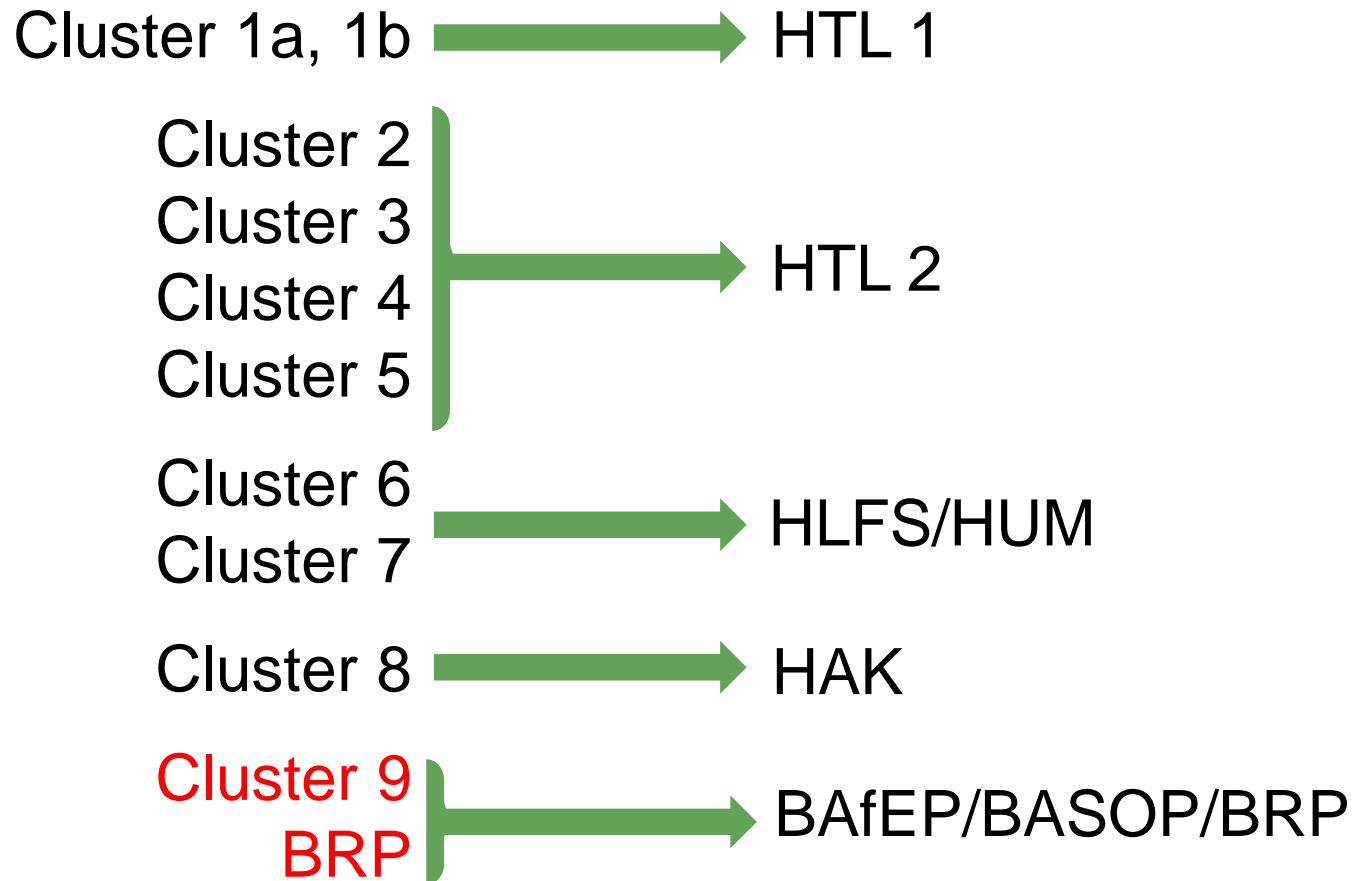 Cluster 1a, 1b HTL 1
Cluster 2
Cluster 3
Cluster 4
Cluster 5
HTL 2
Cluster 6
Cluster 7
HLFS/HUM
Cluster 8 HAK
Cluster 9
BRP
BAfEP/BASOP/BRP